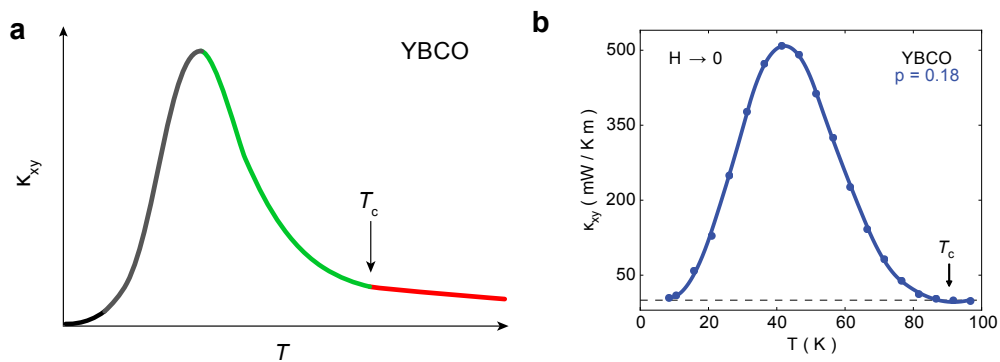 a
YBCO
κxy
Tc
T
b
H → 0
YBCO
p = 0.18
κxy ( mW / K m )
500
350
200
50
Tc
0 20 40 60 80 100
T ( K )